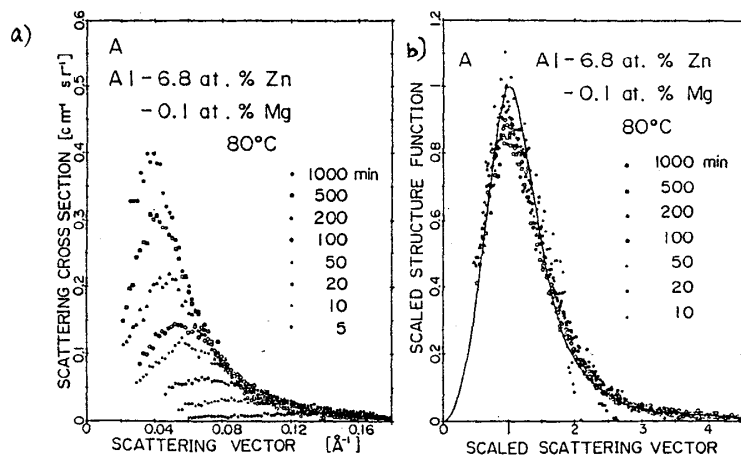 a)
A
Al-6.8 at. % Zn
-0.1 at. % Mg
80°C
1000 min
500
200
100
50
20
10
5
SCATTERING CROSS SECTION [cm⁻¹ sr⁻¹]
0.6
0.5
0.4
0.3
0.2
0.1
0
0 0.04 0.08 0.12 0.16
SCATTERING VECTOR [Å⁻¹]
b)
A Al-6.8 at. % Zn
-0.1 at. % Mg
80°C
1000 min
500
200
100
50
20
10
SCALED STRUCTURE FUNCTION
1.2
1
0.8
0.6
0.4
0.2
0
0 1 2 3 4
SCALED SCATTERING VECTOR